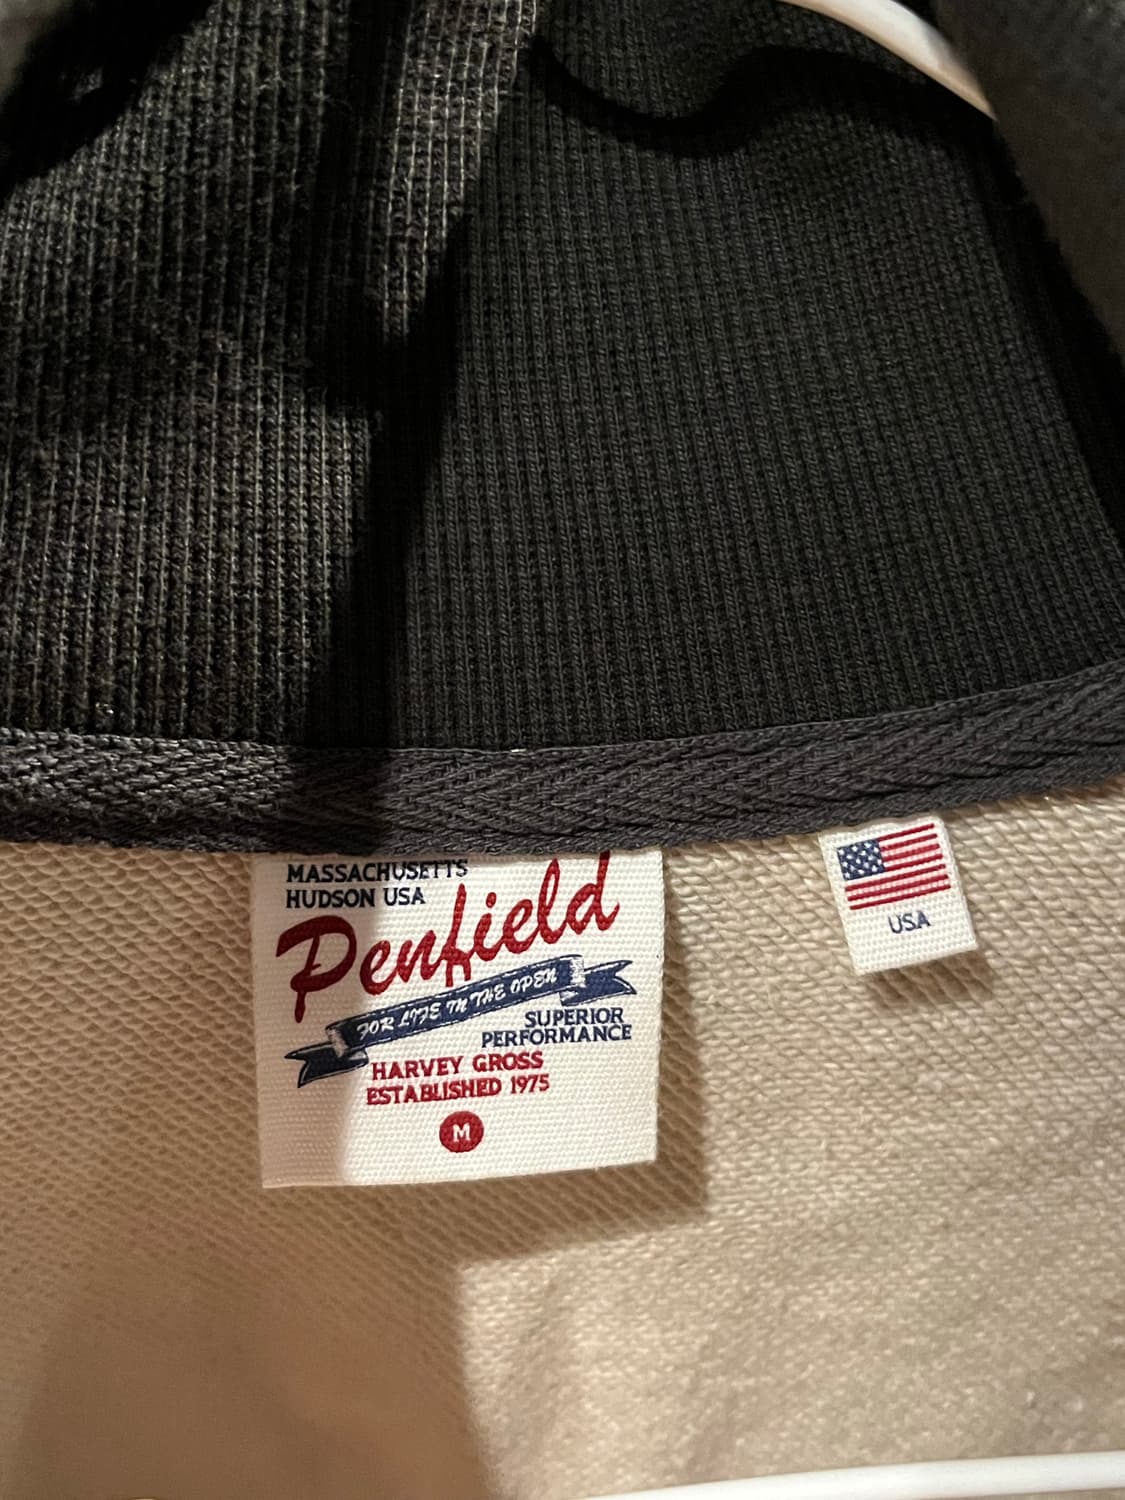 MASSACHUSETTS
HUDSON USA
Penfield
FOR LIFE IN THE OPEN
SUPERIOR
PERFORMANCE
HARVEY GROSS
ESTABLISHED 1975
M
USA